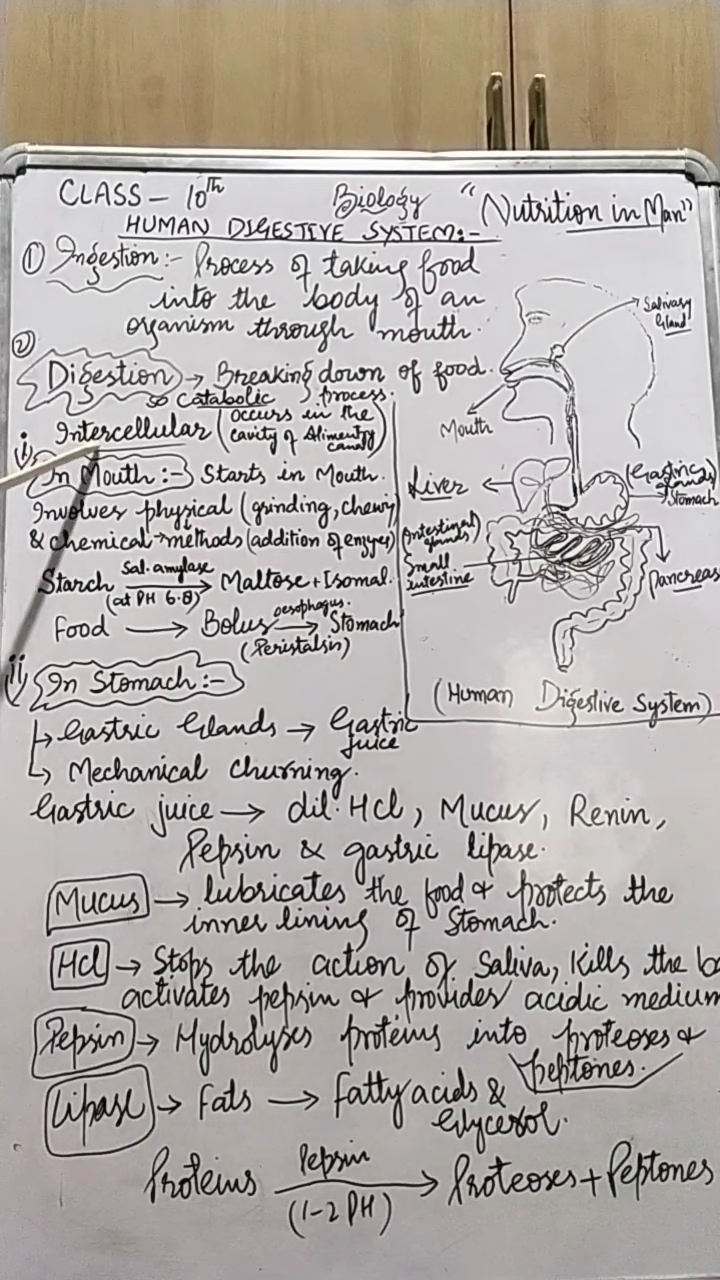 CLASS – 10th Biology "Nutrition in Man"
HUMAN DIGESTIVE SYSTEM:-
① Ingestion:- Process of taking food
into the body of an
organism through mouth.
②
Digestion → Breaking down of food.
Catabolic process.
i Intercellular (occurs in the
cavity of Alimenty
canal)
In Mouth:- Starts in Mouth.
Involves physical (grinding, chewing
& chemical → methods (addition of enzymes)
Starch Sal. amylase → Maltose + Isomal.
(at PH 6.8)
Food → Bolus oesophagus. → Stomach
(Peristalsis)
Salivary
Gland
Mouth
Liver
(Gastric
glands)
Stomach
(Intestinal
glands)
Small
intestine
Pancreas
(Human Digestive System)
ii In Stomach:-
Gastric Glands → Gastric
juice
Mechanical churning.
Gastric juice → dil. Hcl, Mucus, Renin,
Pepsin & gastric lipase.
Mucus → lubricates the food & protects the
inner lining of Stomach.
Hcl → Stops the action of Saliva, Kills the
activates pepsin & provides acidic medium
Pepsin → Hydrolyses proteins into proteoses &
peptones.
Lipase → Fats → Fatty acids &
Glycerol.
Proteins Pepsin → Proteoses + Peptones
(1-2 PH)